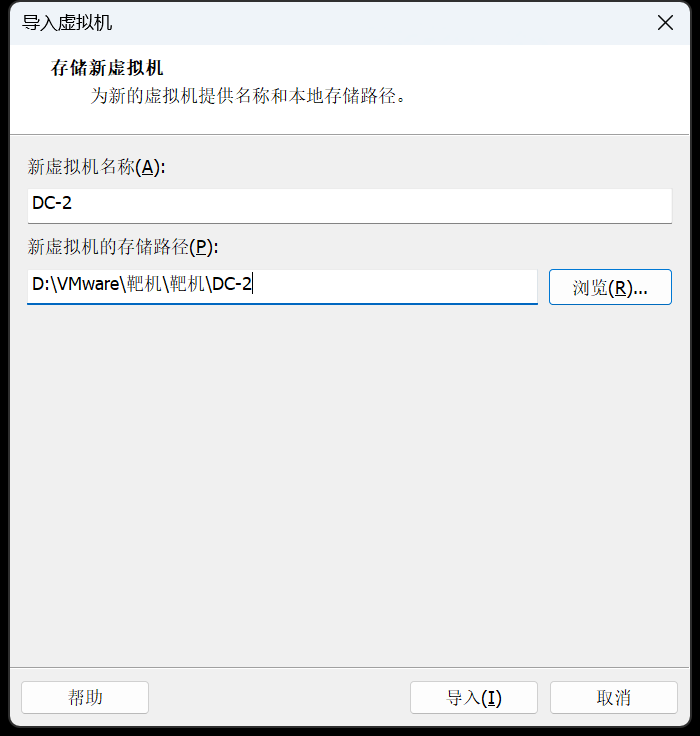 导入虚拟机
存储新虚拟机
为新的虚拟机提供名称和本地存储路径。
新虚拟机名称(A):
DC-2
新虚拟机的存储路径(P):
D:\VMware\靶机\靶机\DC-2
浏览(R)...
帮助
导入(I)
取消